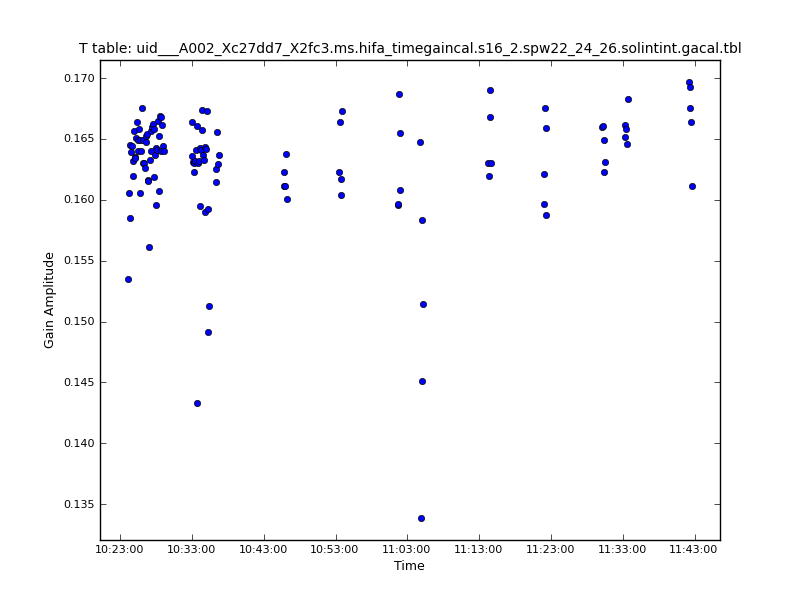 T table: uid___A002_Xc27dd7_X2fc3.ms.hifa_timegaincal.s16_2.spw22_24_26.solintint.gacal.tbl
0.170
0.165
0.160
0.155
0.150
0.145
0.140
0.135
Gain Amplitude
10:23:00 10:33:00 10:43:00 10:53:00 11:03:00 11:13:00 11:23:00 11:33:00 11:43:00
Time